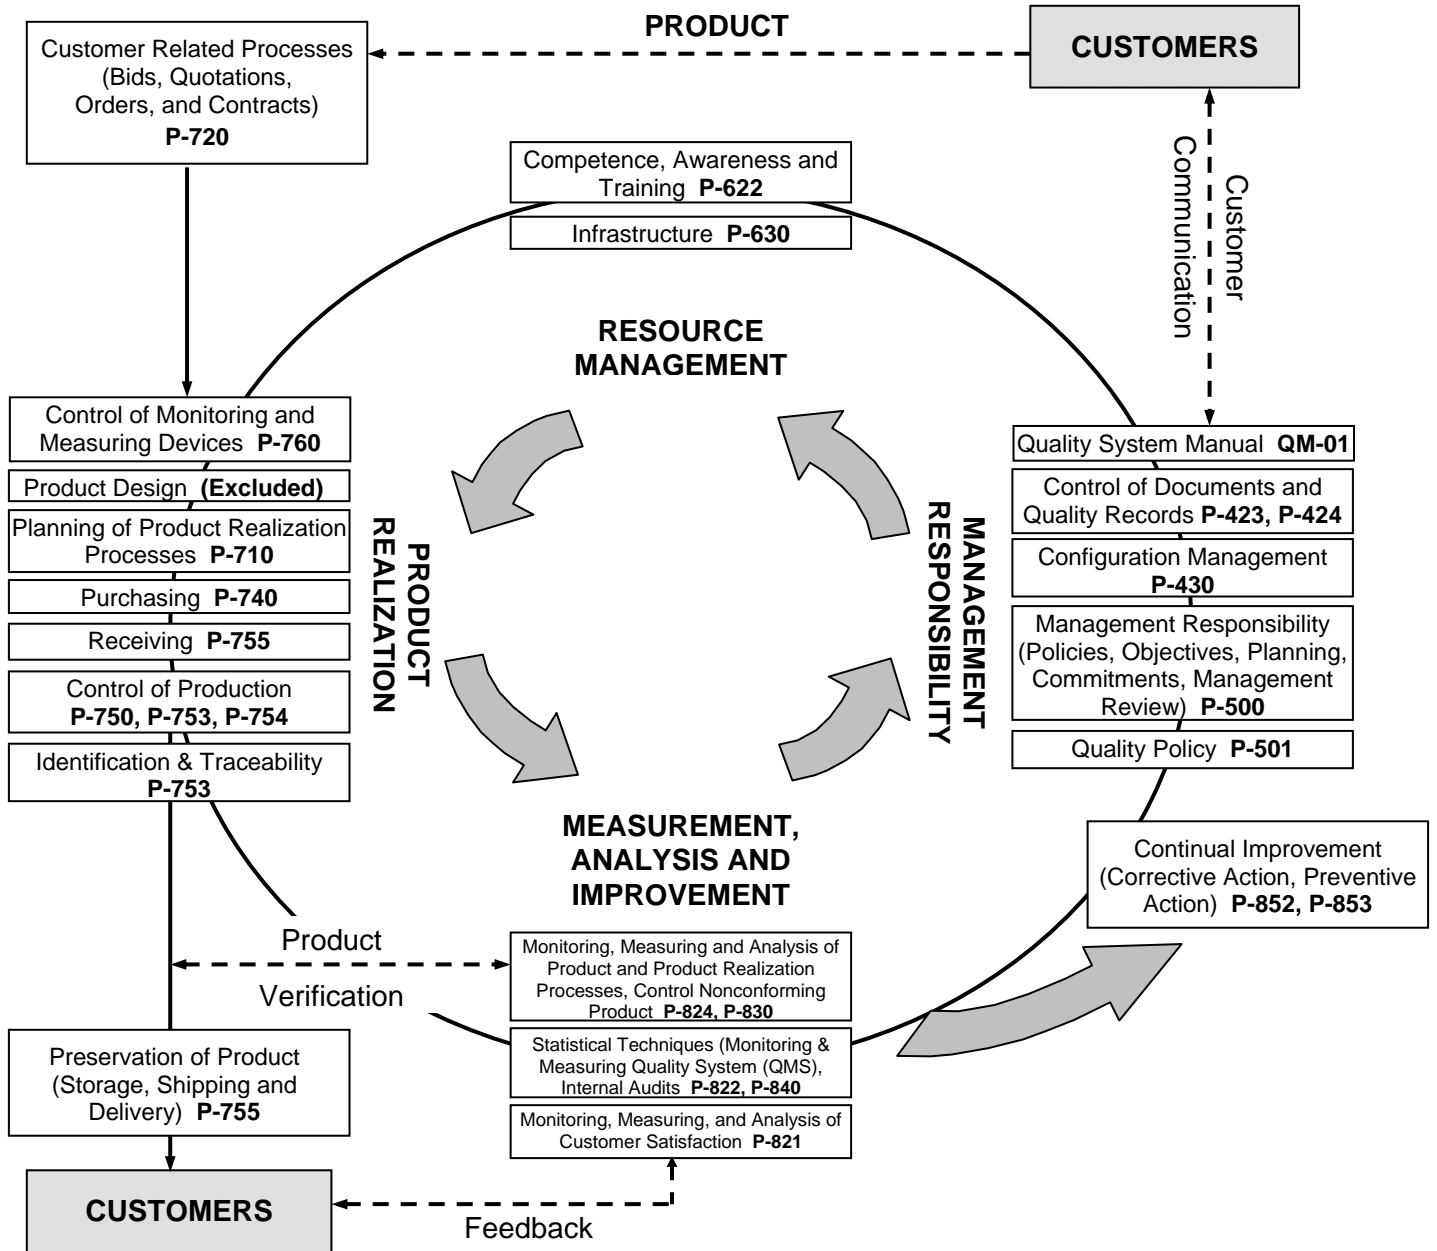 PRODUCT
CUSTOMERS
Customer Related Processes
(Bids, Quotations,
Orders, and Contracts)
P-720
Customer
Communication
Competence, Awareness and
Training P-622
Infrastructure P-630
RESOURCE
MANAGEMENT
Control of Monitoring and
Measuring Devices P-760
Product Design (Excluded)
Planning of Product Realization
Processes P-710
Purchasing P-740
Receiving P-755
Control of Production
P-750, P-753, P-754
Identification & Traceability
P-753
PRODUCT
REALIZATION
MANAGEMENT
RESPONSIBILITY
Quality System Manual QM-01
Control of Documents and
Quality Records P-423, P-424
Configuration Management
P-430
Management Responsibility
(Policies, Objectives, Planning,
Commitments, Management
Review) P-500
Quality Policy P-501
MEASUREMENT,
ANALYSIS AND
IMPROVEMENT
Continual Improvement
(Corrective Action, Preventive
Action) P-852, P-853
Product
Verification
Monitoring, Measuring and Analysis of
Product and Product Realization
Processes, Control Nonconforming
Product P-824, P-830
Statistical Techniques (Monitoring &
Measuring Quality System (QMS),
Internal Audits P-822, P-840
Monitoring, Measuring, and Analysis of
Customer Satisfaction P-821
Preservation of Product
(Storage, Shipping and
Delivery) P-755
CUSTOMERS
Feedback